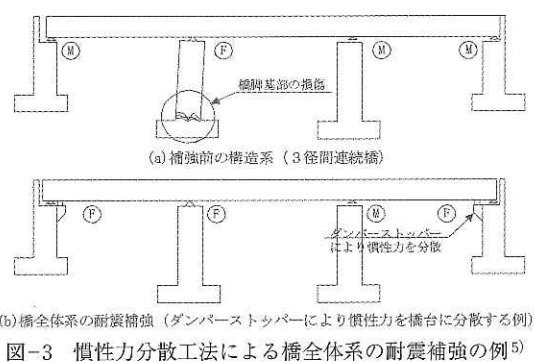 M
F
M
M
橋脚基部の損傷
(a)補強前の構造系（3径間連続橋）
F
F
M
F
ダンパーストッパー
により慣性力を分散
(b)橋全体系の耐震補強（ダンパーストッパーにより慣性力を橋台に分散する例）
図-3 慣性力分散工法による橋全体系の耐震補強の例5)